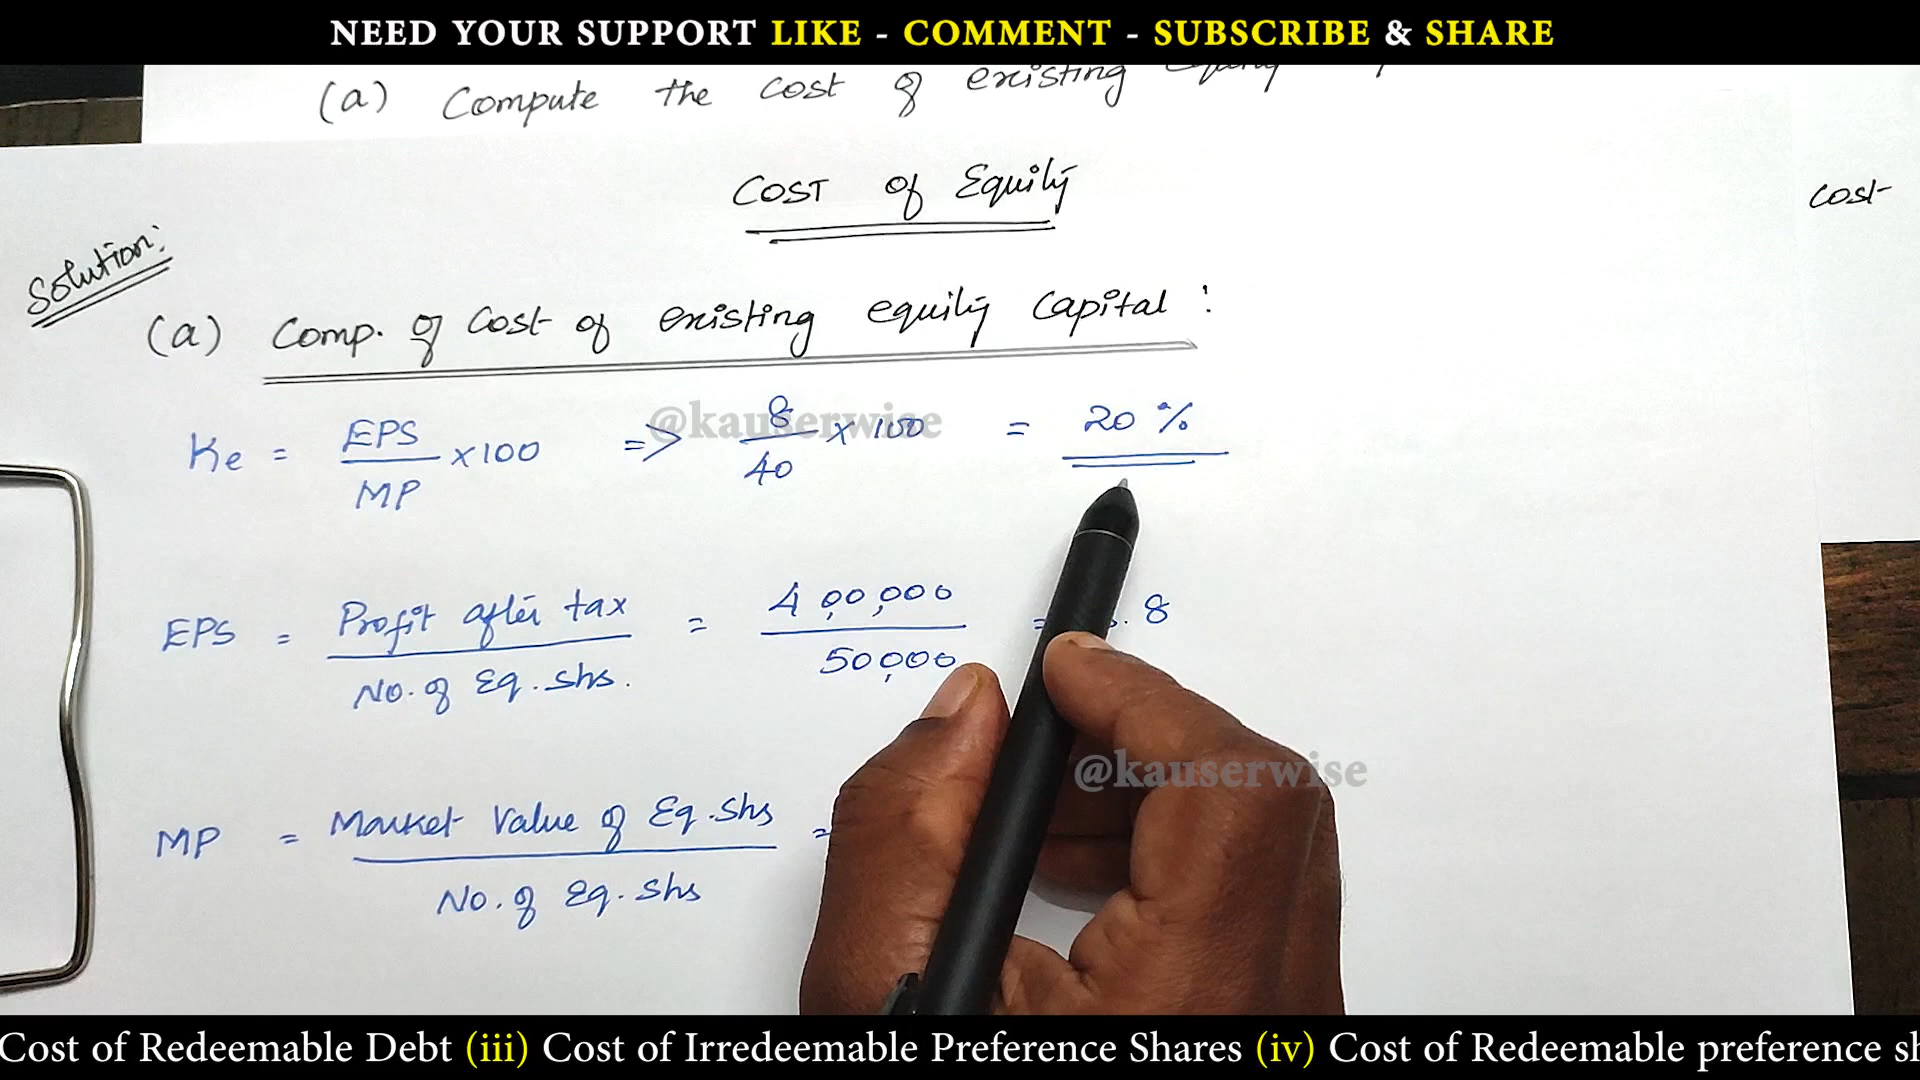 NEED YOUR SUPPORT LIKE - COMMENT - SUBSCRIBE & SHARE
(a) Compute the cost of existing
COST of Equity
cost
Solution:
(a) Comp. of Cost of existing equity Capital :
@kauserwise
Ke = EPS / MP × 100 => 8 / 40 × 100 = 20 %
EPS = Profit after tax / No. of Eq. Shs. = 4,00,000 / 50,000 = . 8
@kauserwise
MP = Market Value of Eq. Shs / No. of Eq. Shs =
Cost of Redeemable Debt (iii) Cost of Irredeemable Preference Shares (iv) Cost of Redeemable preference sh